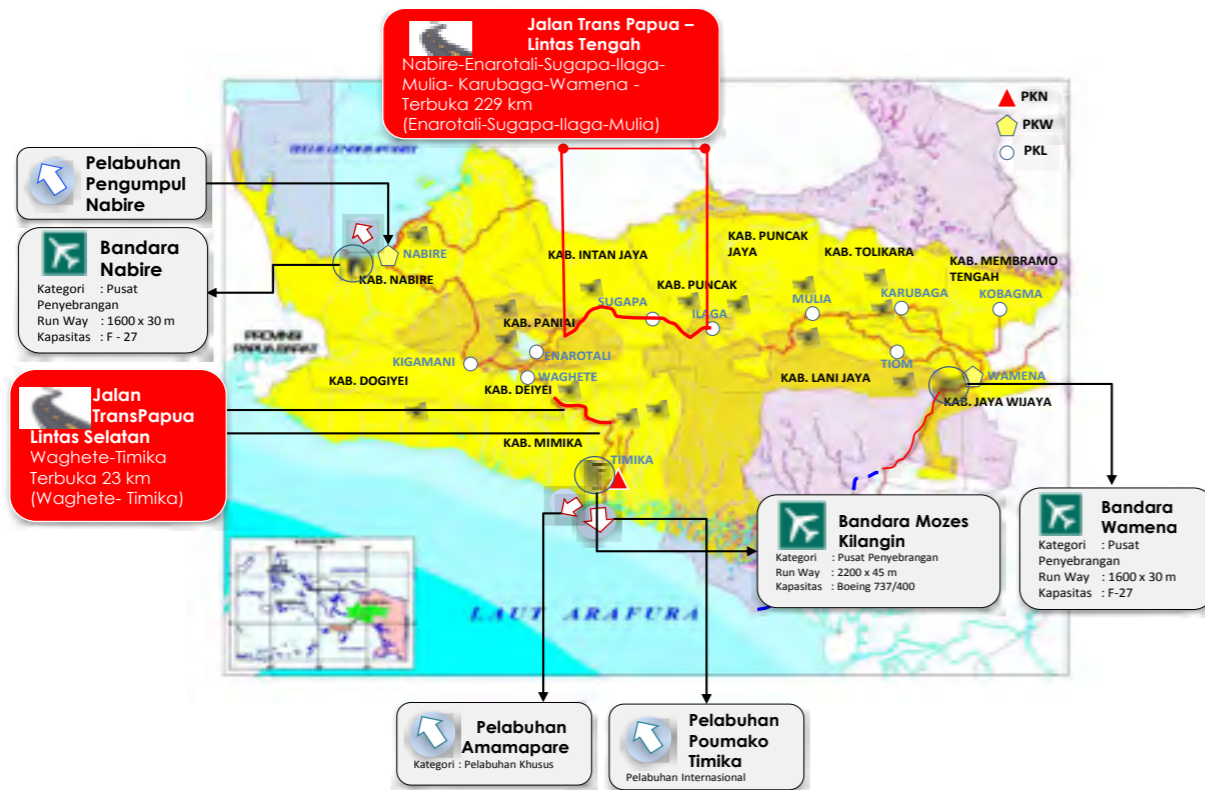 Jalan Trans Papua –
Lintas Tengah
Nabire-Enarotali-Sugapa-Ilaga-
Mulia- Karubaga-Wamena -
Terbuka 229 km
(Enarotali-Sugapa-Ilaga-Mulia)
PKN
PKW
PKL
Pelabuhan
Pengumpul
Nabire
Bandara
Nabire
Kategori : Pusat
Penyebrangan
Run Way : 1600 x 30 m
Kapasitas : F - 27
NABIRE
KAB. NABIRE
KAB. INTAN JAYA
KAB. PUNCAK
JAYA
KAB. TOLIKARA
KAB. MEMBRAMO
TENGAH
KAB. PUNCAK
SUGAPA
ILAGA
MULIA
KARUBAGA
KOBAGMA
PROVINSI
PAPUA BARAT
KAB. PANIAI
KIGAMANI
ENAROTALI
WAGHETE
TIOM
WAMENA
KAB. DOGIYEI
KAB. DEIYEI
KAB. LANI JAYA
KAB. JAYA WIJAYA
Jalan
TransPapua
Lintas Selatan
Waghete-Timika
Terbuka 23 km
(Waghete- Timika)
KAB. MIMIKA
TIMIKA
Bandara Mozes
Kilangin
Kategori : Pusat Penyebrangan
Run Way : 2200 x 45 m
Kapasitas : Boeing 737/400
Bandara
Wamena
Kategori : Pusat
Penyebrangan
Run Way : 1600 x 30 m
Kapasitas : F-27
LAUT ARAFURA
Pelabuhan
Amamapare
Kategori : Pelabuhan Khusus
Pelabuhan
Poumako
Timika
Pelabuhan Internasional